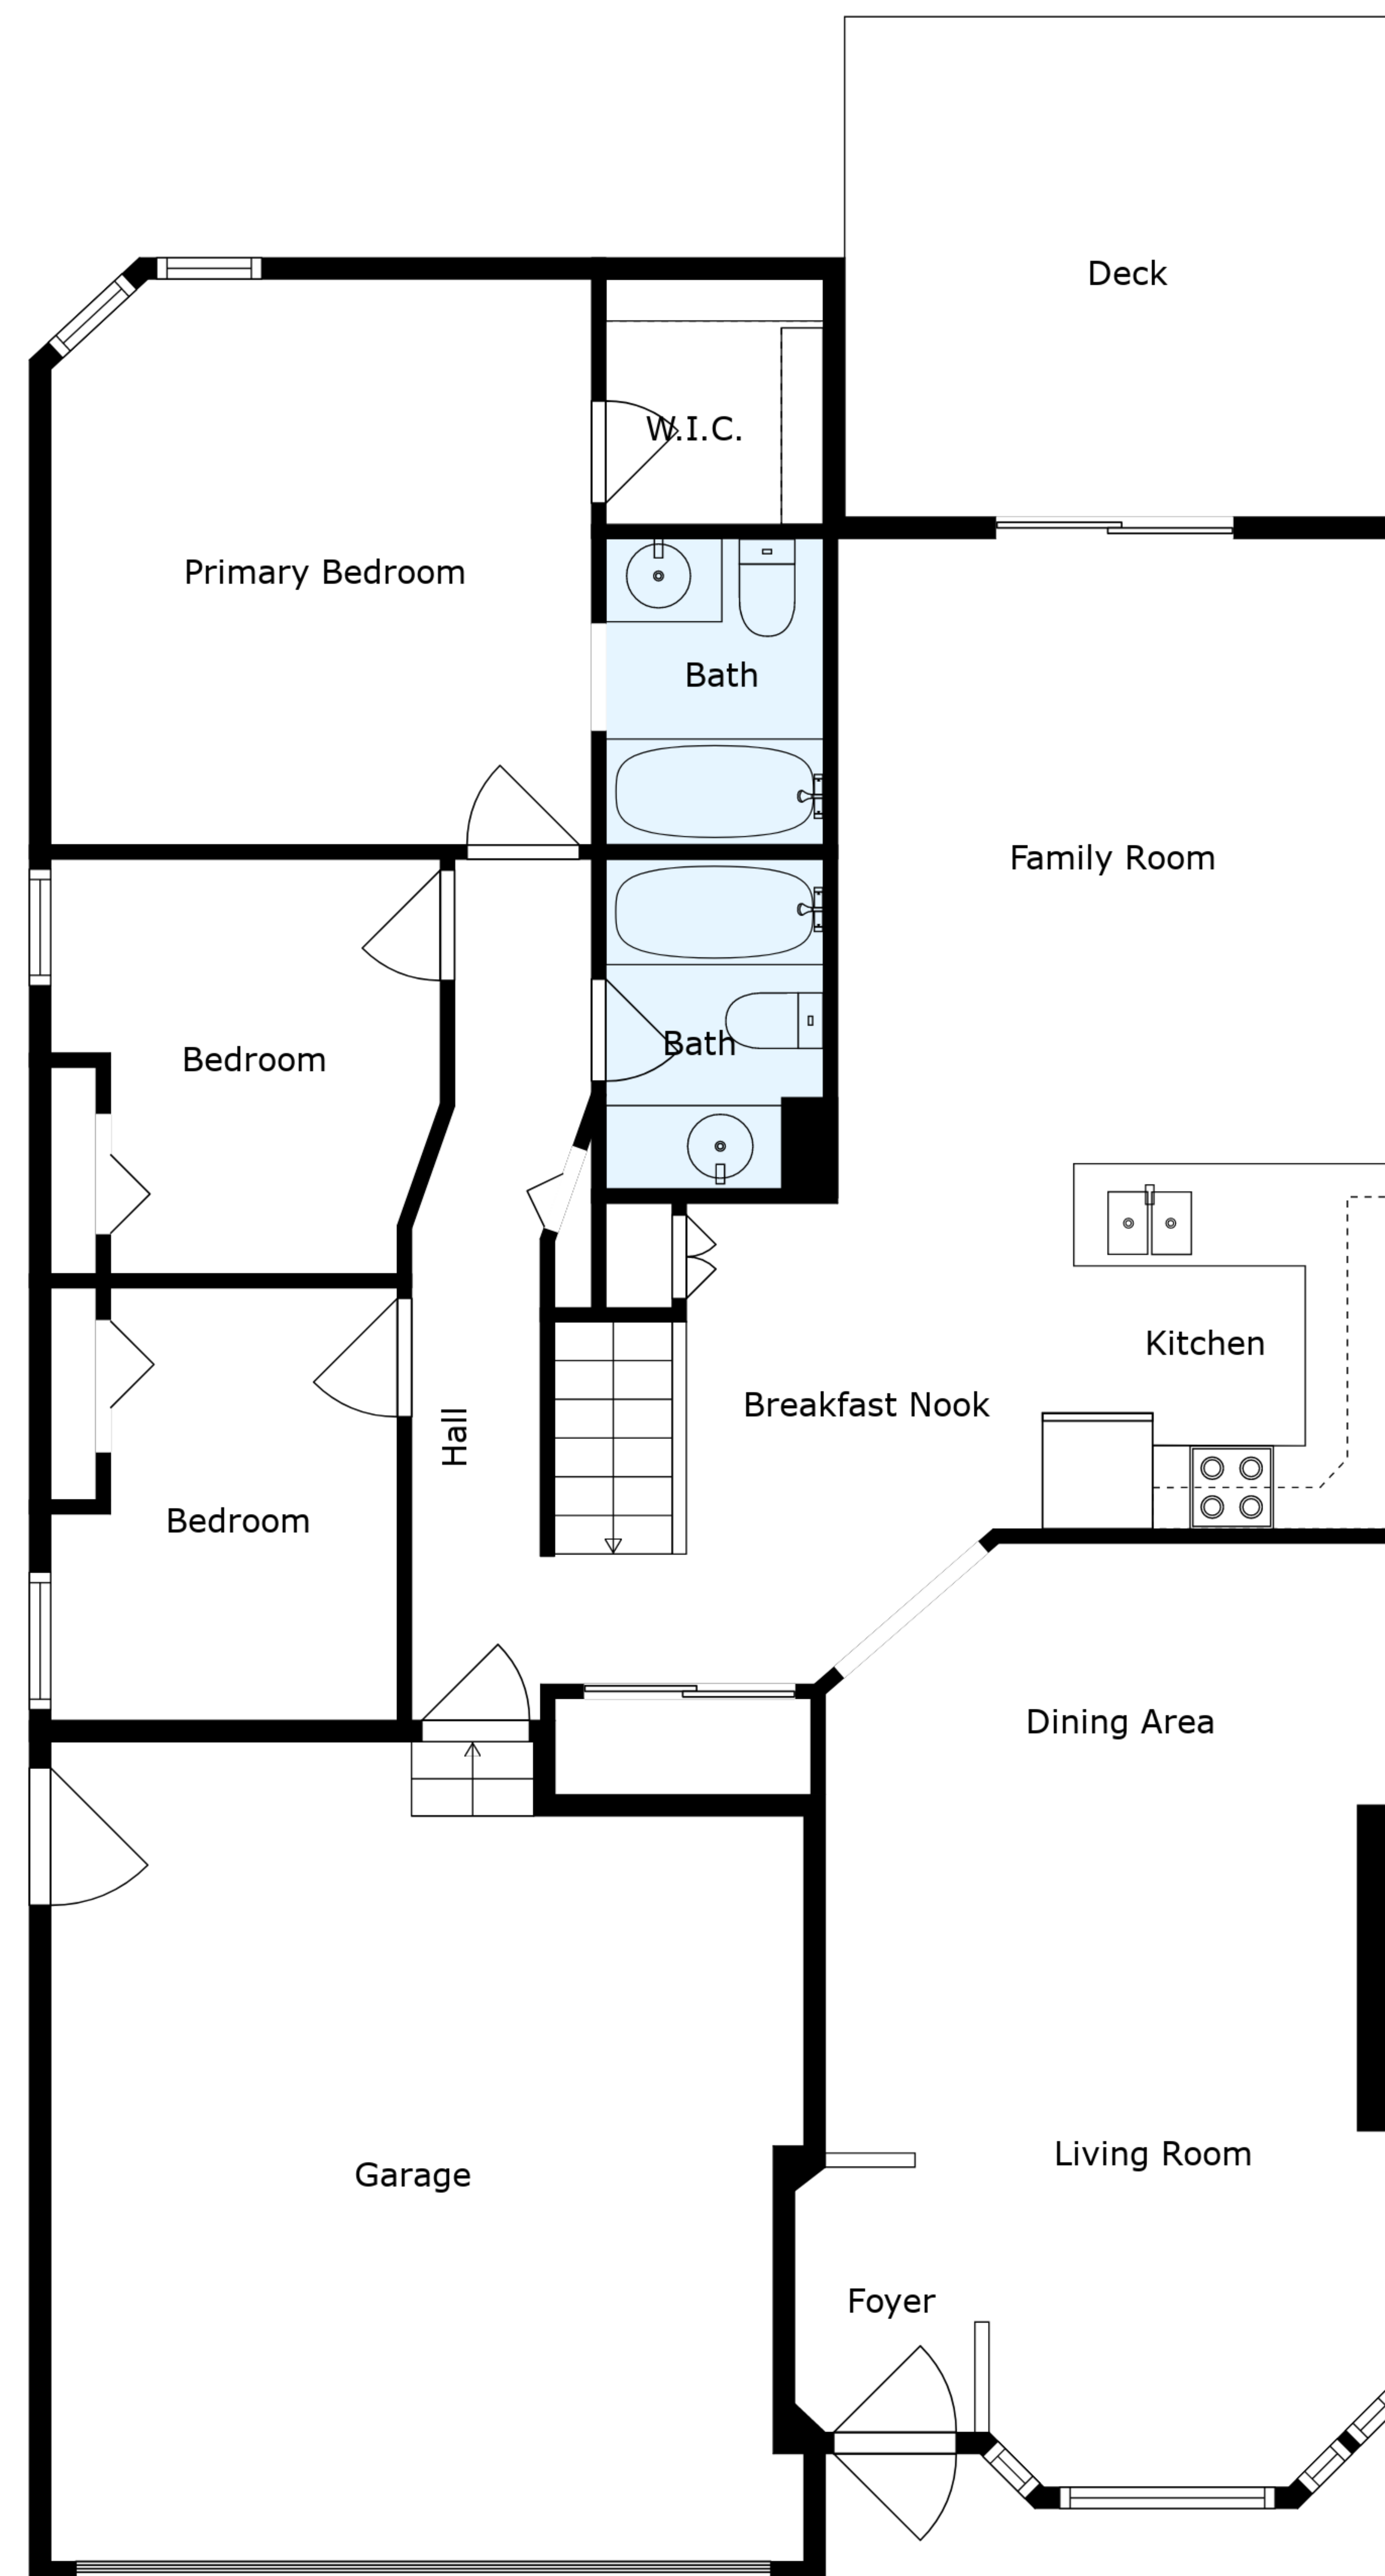 Deck
W.I.C.
Primary Bedroom
Bath
Family Room
Bath
Bedroom
Kitchen
Breakfast Nook
Hall
Bedroom
Dining Area
Living Room
Garage
Foyer